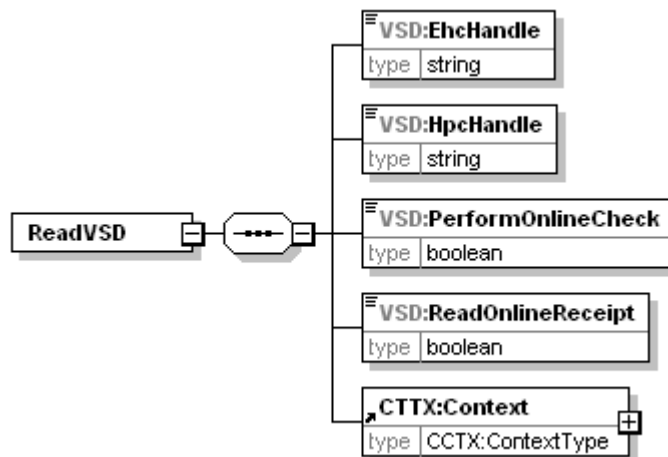 VSD:EhcHandle
type string
VSD:HpcHandle
type string
VSD:PerformOnlineCheck
type boolean
ReadVSD
VSD:ReadOnlineReceipt
type boolean
CTTX:Context
type CCTX:ContextType